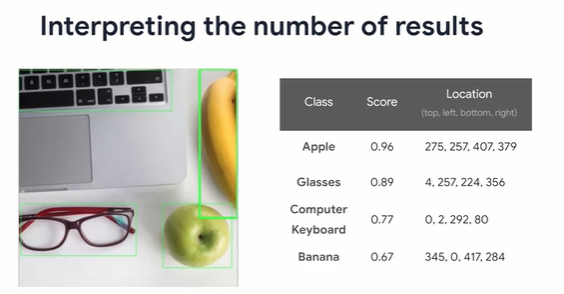 Interpreting the number of results
Class Score Location
(top, left, bottom, right)
Apple 0.96 275, 257, 407, 379
Glasses 0.89 4, 257, 224, 356
Computer
Keyboard 0.77 0, 2, 292, 80
Banana 0.67 345, 0, 417, 284